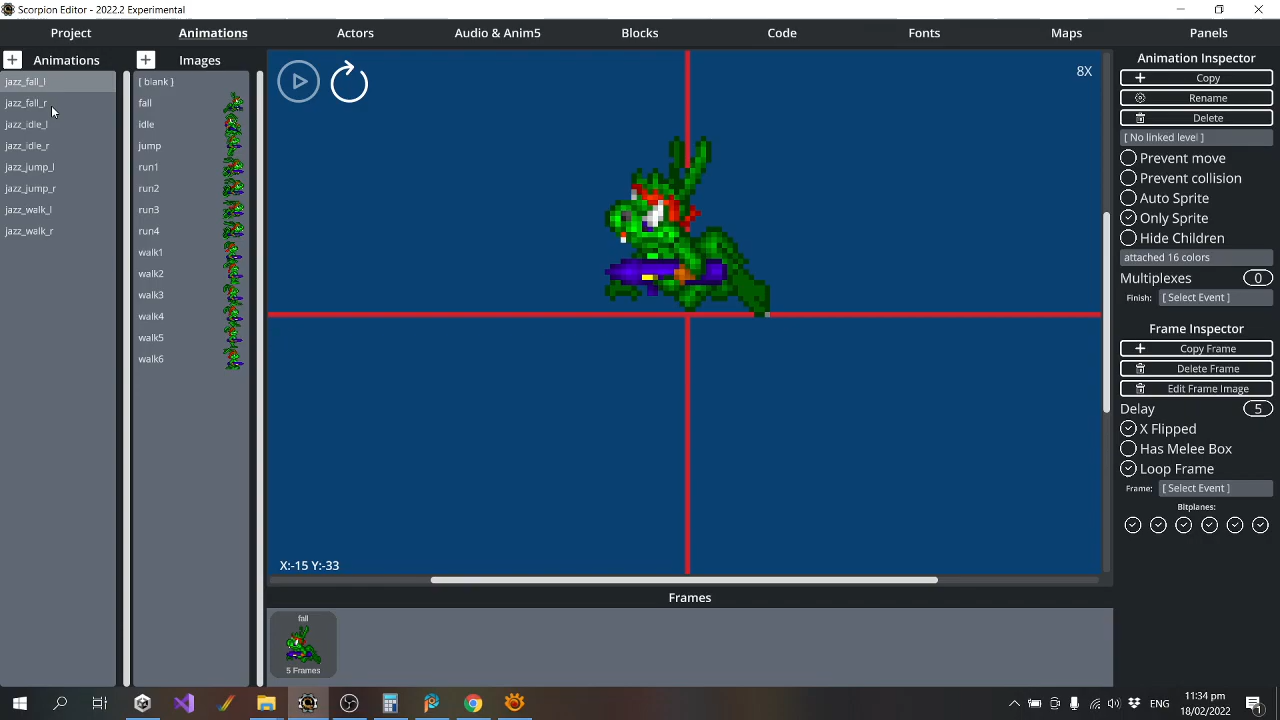 Scorpion Editor - 2022.2 Experimental
Project
Animations
Actors
Audio & Anim5
Blocks
Code
Fonts
Maps
Panels
Animations
jazz_fall_l
jazz_fall_r
jazz_idle_l
jazz_idle_r
jazz_jump_l
jazz_jump_r
jazz_walk_l
jazz_walk_r
Images
[ blank ]
fall
idle
jump
run1
run2
run3
run4
walk1
walk2
walk3
walk4
walk5
walk6
8X
X:-15 Y:-33
Frames
fall
5 Frames
Animation Inspector
Copy
Rename
Delete
[ No linked level ]
Prevent move
Prevent collision
Auto Sprite
Only Sprite
Hide Children
attached 16 colors
Multiplexes 0
Finish: [ Select Event ]
Frame Inspector
Copy Frame
Delete Frame
Edit Frame Image
Delay 5
X Flipped
Has Melee Box
Loop Frame
Frame: [ Select Event ]
Bitplanes:
ENG
11:34 pm
18/02/2022